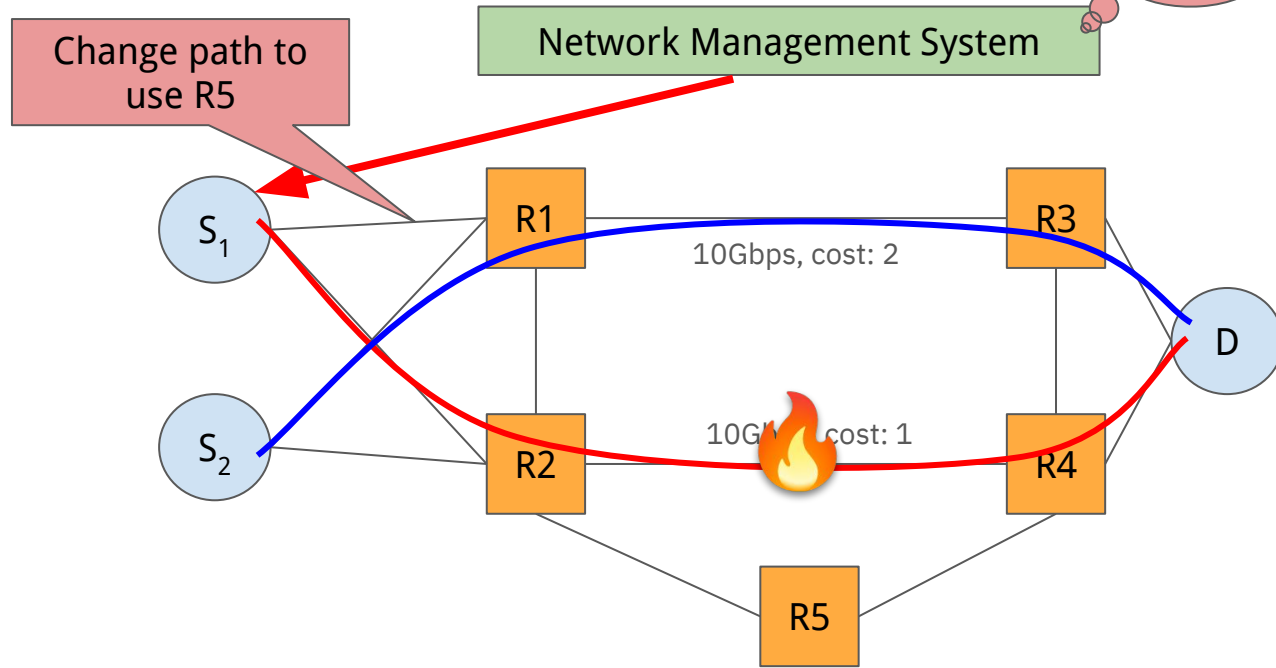 Change path to
use R5
Network Management System
S1
R1
R3
10Gbps, cost: 2
D
S2
10Gb cost: 1
R2
R4
R5